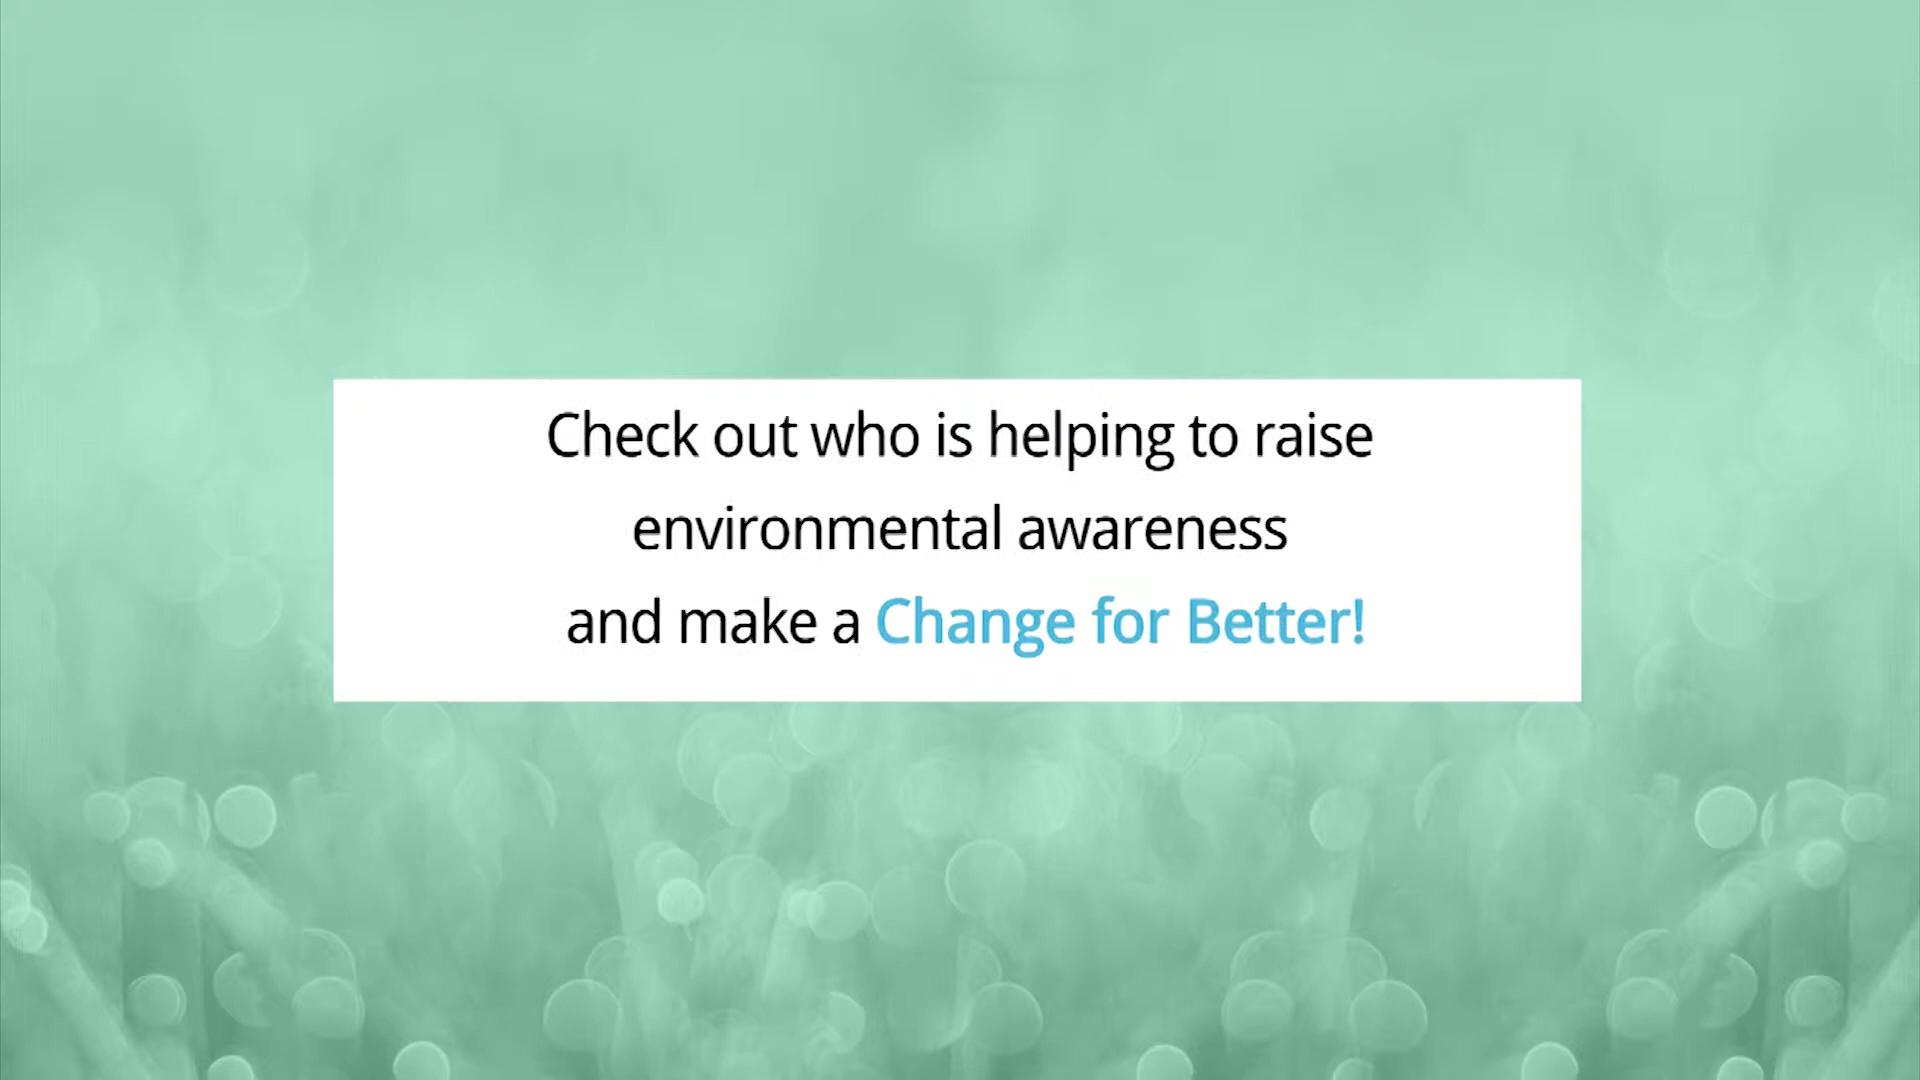 Check out who is helping to raise
environmental awareness
and make a Change for Better!